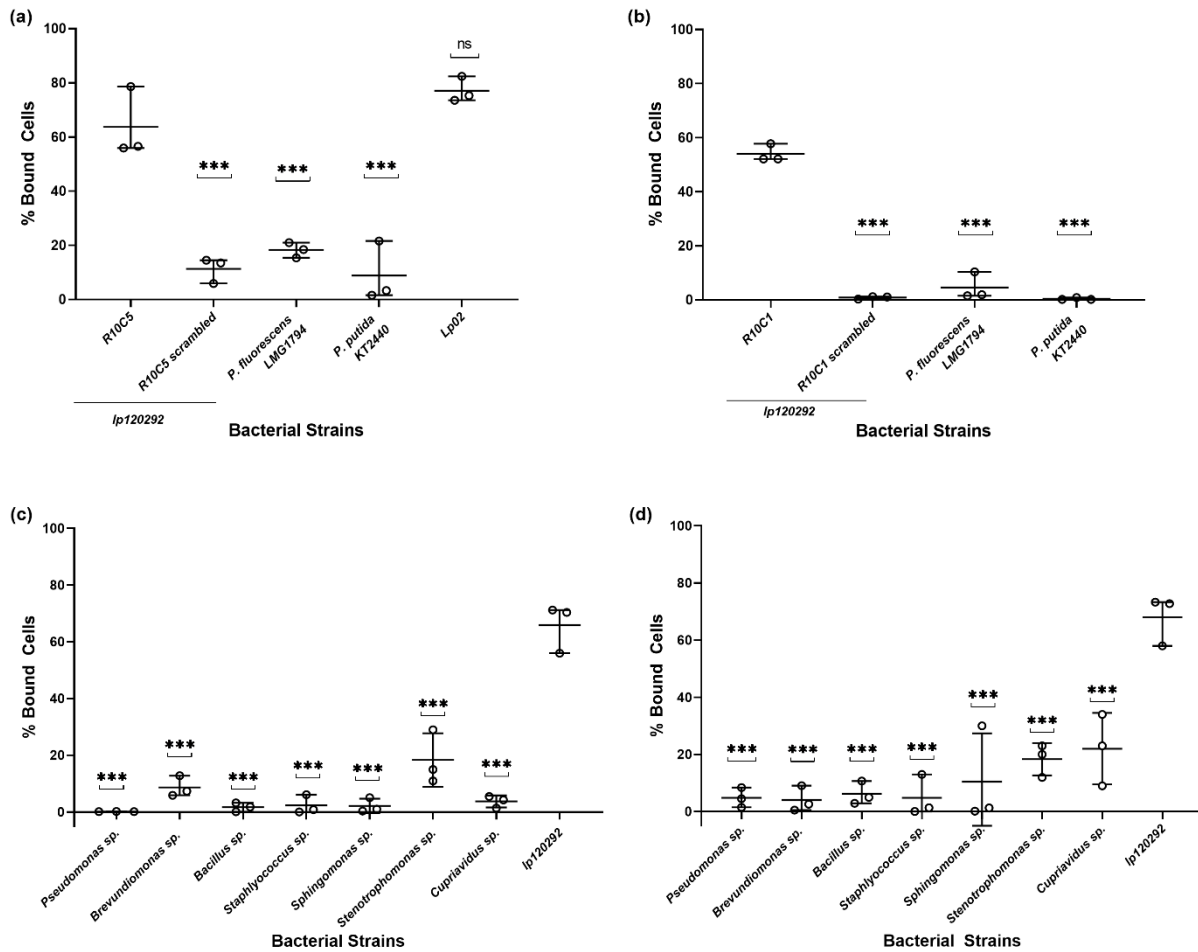 (a)
100
80
60
40
20
0
% Bound Cells
***
***
***
ns
R10C5
R10C5 scrambled
P. fluorescens
LMG1794
P. putida
KT2440
Lp02
lp120292
Bacterial Strains
(b)
100
80
60
40
20
0
% Bound Cells
***
***
***
R10C1
R10C1 scrambled
P. fluorescens
LMG1794
P. putida
KT2440
lp120292
Bacterial Strains
(c)
100
80
60
40
20
0
% Bound Cells
***
***
***
***
***
***
***
Pseudomonas sp.
Brevundiomonas sp.
Bacillus sp.
Staphlyococcus sp.
Sphingomonas sp.
Stenotrophomonas sp.
Cupriavidus sp.
lp120292
Bacterial Strains
(d)
100
80
60
40
20
0
% Bound Cells
***
***
***
***
***
***
***
Pseudomonas sp.
Brevundiomonas sp.
Bacillus sp.
Staphlyococcus sp.
Sphingomonas sp.
Stenotrophomonas sp.
Cupriavidus sp.
lp120292
Bacterial Strains